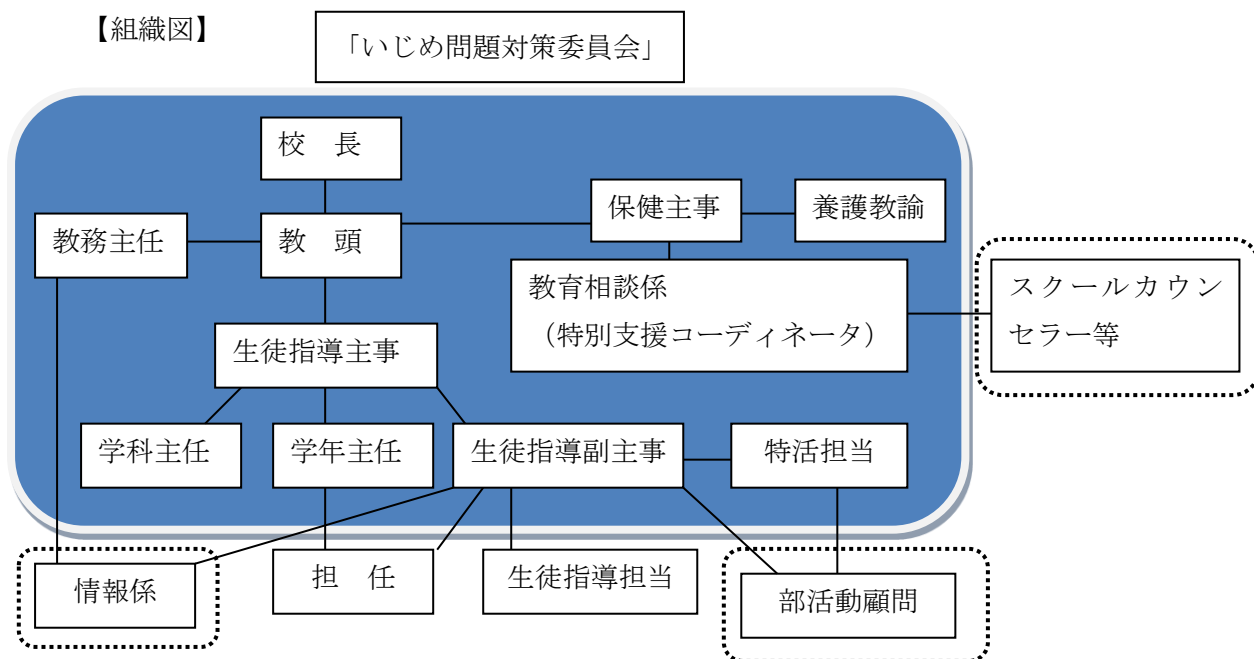 【組織図】
「いじめ問題対策委員会」
校　長
保健主事
養護教諭
教務主任
教　頭
教育相談係
（特別支援コーディネータ）
スクールカウン
セラー等
生徒指導主事
学科主任
学年主任
生徒指導副主事
特活担当
情報係
担　任
生徒指導担当
部活動顧問